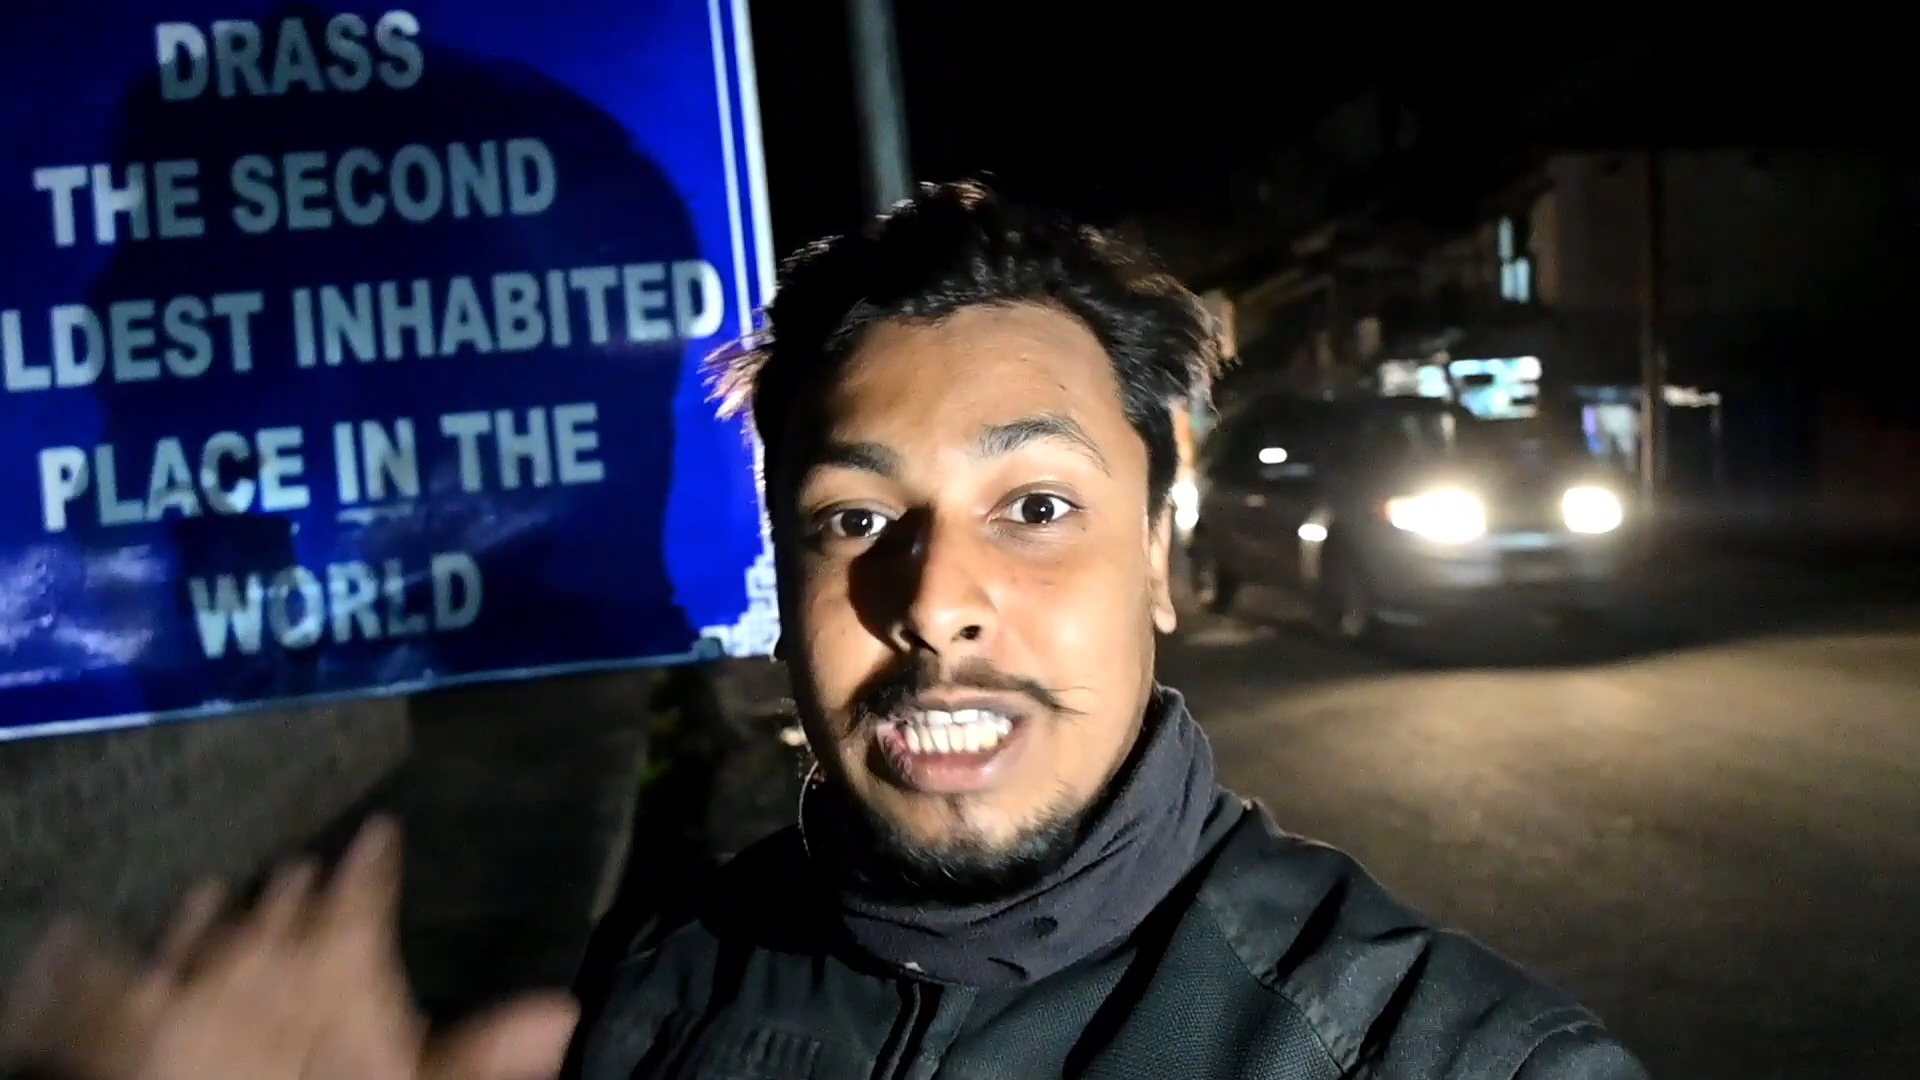 DRASS
THE SECOND
LDEST INHABITED
PLACE IN THE
WORLD